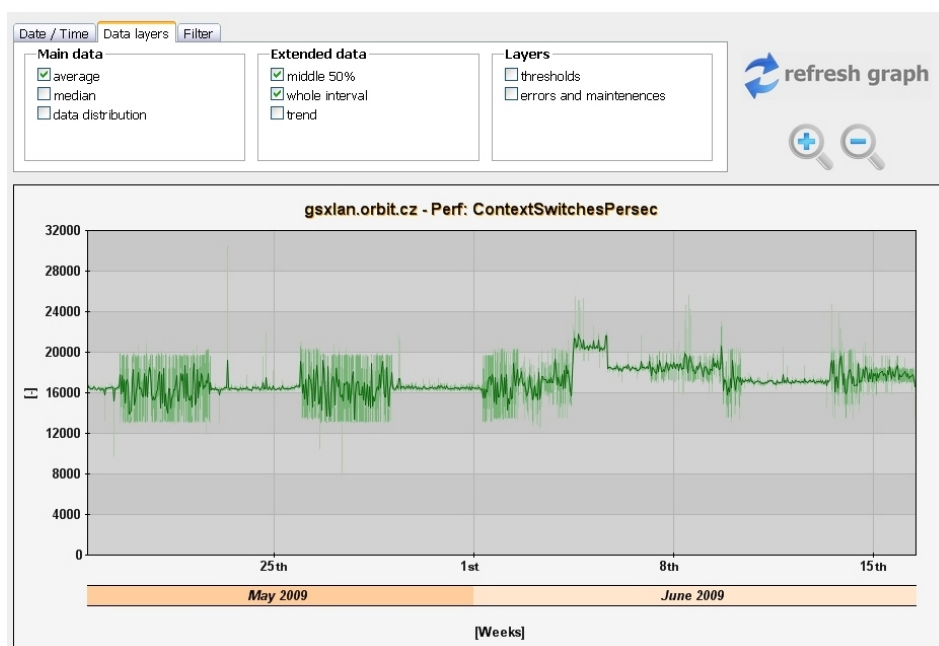 Date / Time Data layers Filter
Main data
average
median
data distribution
Extended data
middle 50%
whole interval
trend
Layers
thresholds
errors and maintenences
refresh graph
gsxlan.orbit.cz - Perf: ContextSwitchesPersec
32000
28000
24000
20000
16000
12000
8000
4000
0
[-]
25th 1st 8th 15th
May 2009 June 2009
[Weeks]